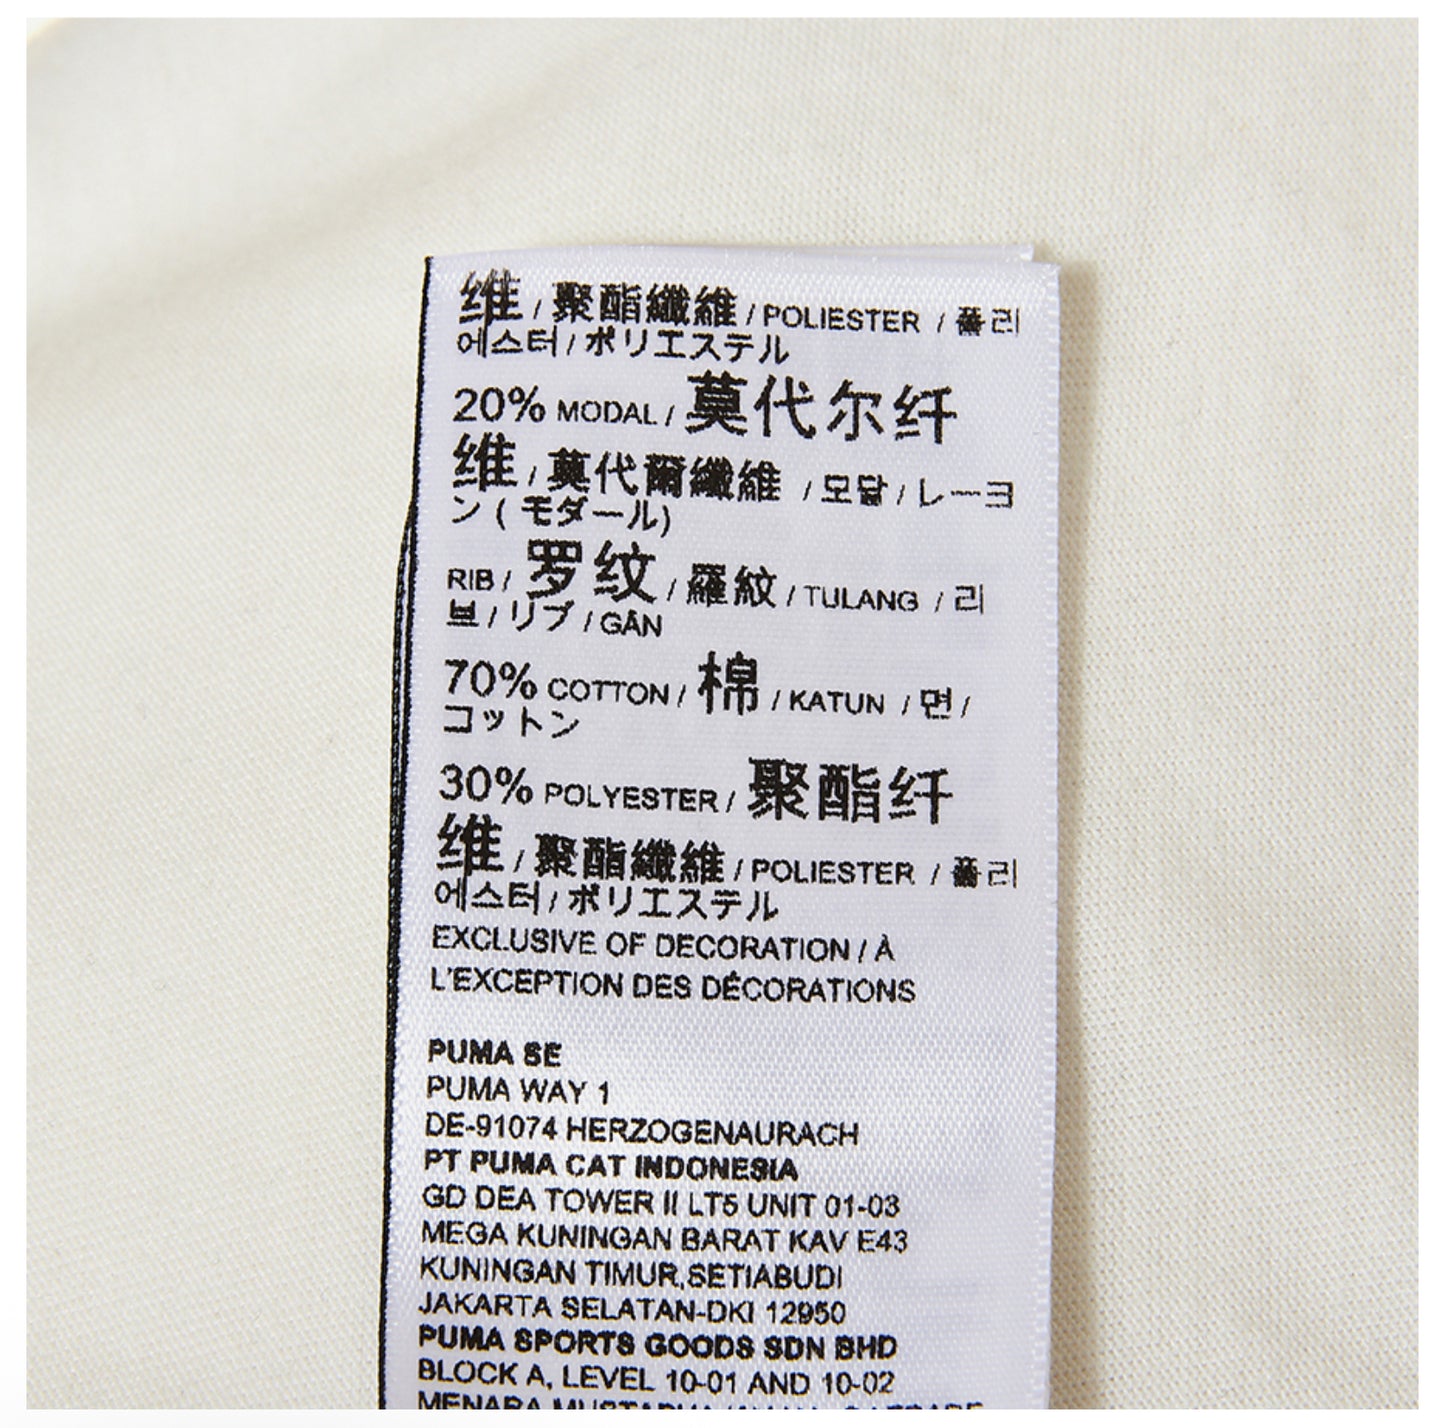 维 / 聚酯纖維 / POLIESTER / 폴리
에스터 / ポリエステル
20% MODAL / 莫代尔纤
维 / 莫代爾纖維 / 모달 / レーヨ
ン ( モダール)
RIB / 罗纹 / 羅紋 / TULANG / 리
브 / リブ / GÂN
70% COTTON / 棉 / KATUN / 면 /
コットン
30% POLYESTER / 聚酯纤
维 / 聚酯纖維 / POLIESTER / 폴리
에스터 / ポリエステル
EXCLUSIVE OF DECORATION / À
L'EXCEPTION DES DÉCORATIONS
PUMA SE
PUMA WAY 1
DE-91074 HERZOGENAURACH
PT PUMA CAT INDONESIA
GD DEA TOWER II LT5 UNIT 01-03
MEGA KUNINGAN BARAT KAV E43
KUNINGAN TIMUR,SETIABUDI
JAKARTA SELATAN-DKI 12950
PUMA SPORTS GOODS SDN BHD
BLOCK A, LEVEL 10-01 AND 10-02
MENARA